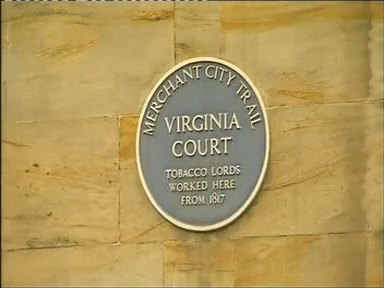 MERCHANT CITY TRAIL
VIRGINIA
COURT
TOBACCO LORDS
WORKED HERE
FROM 1817